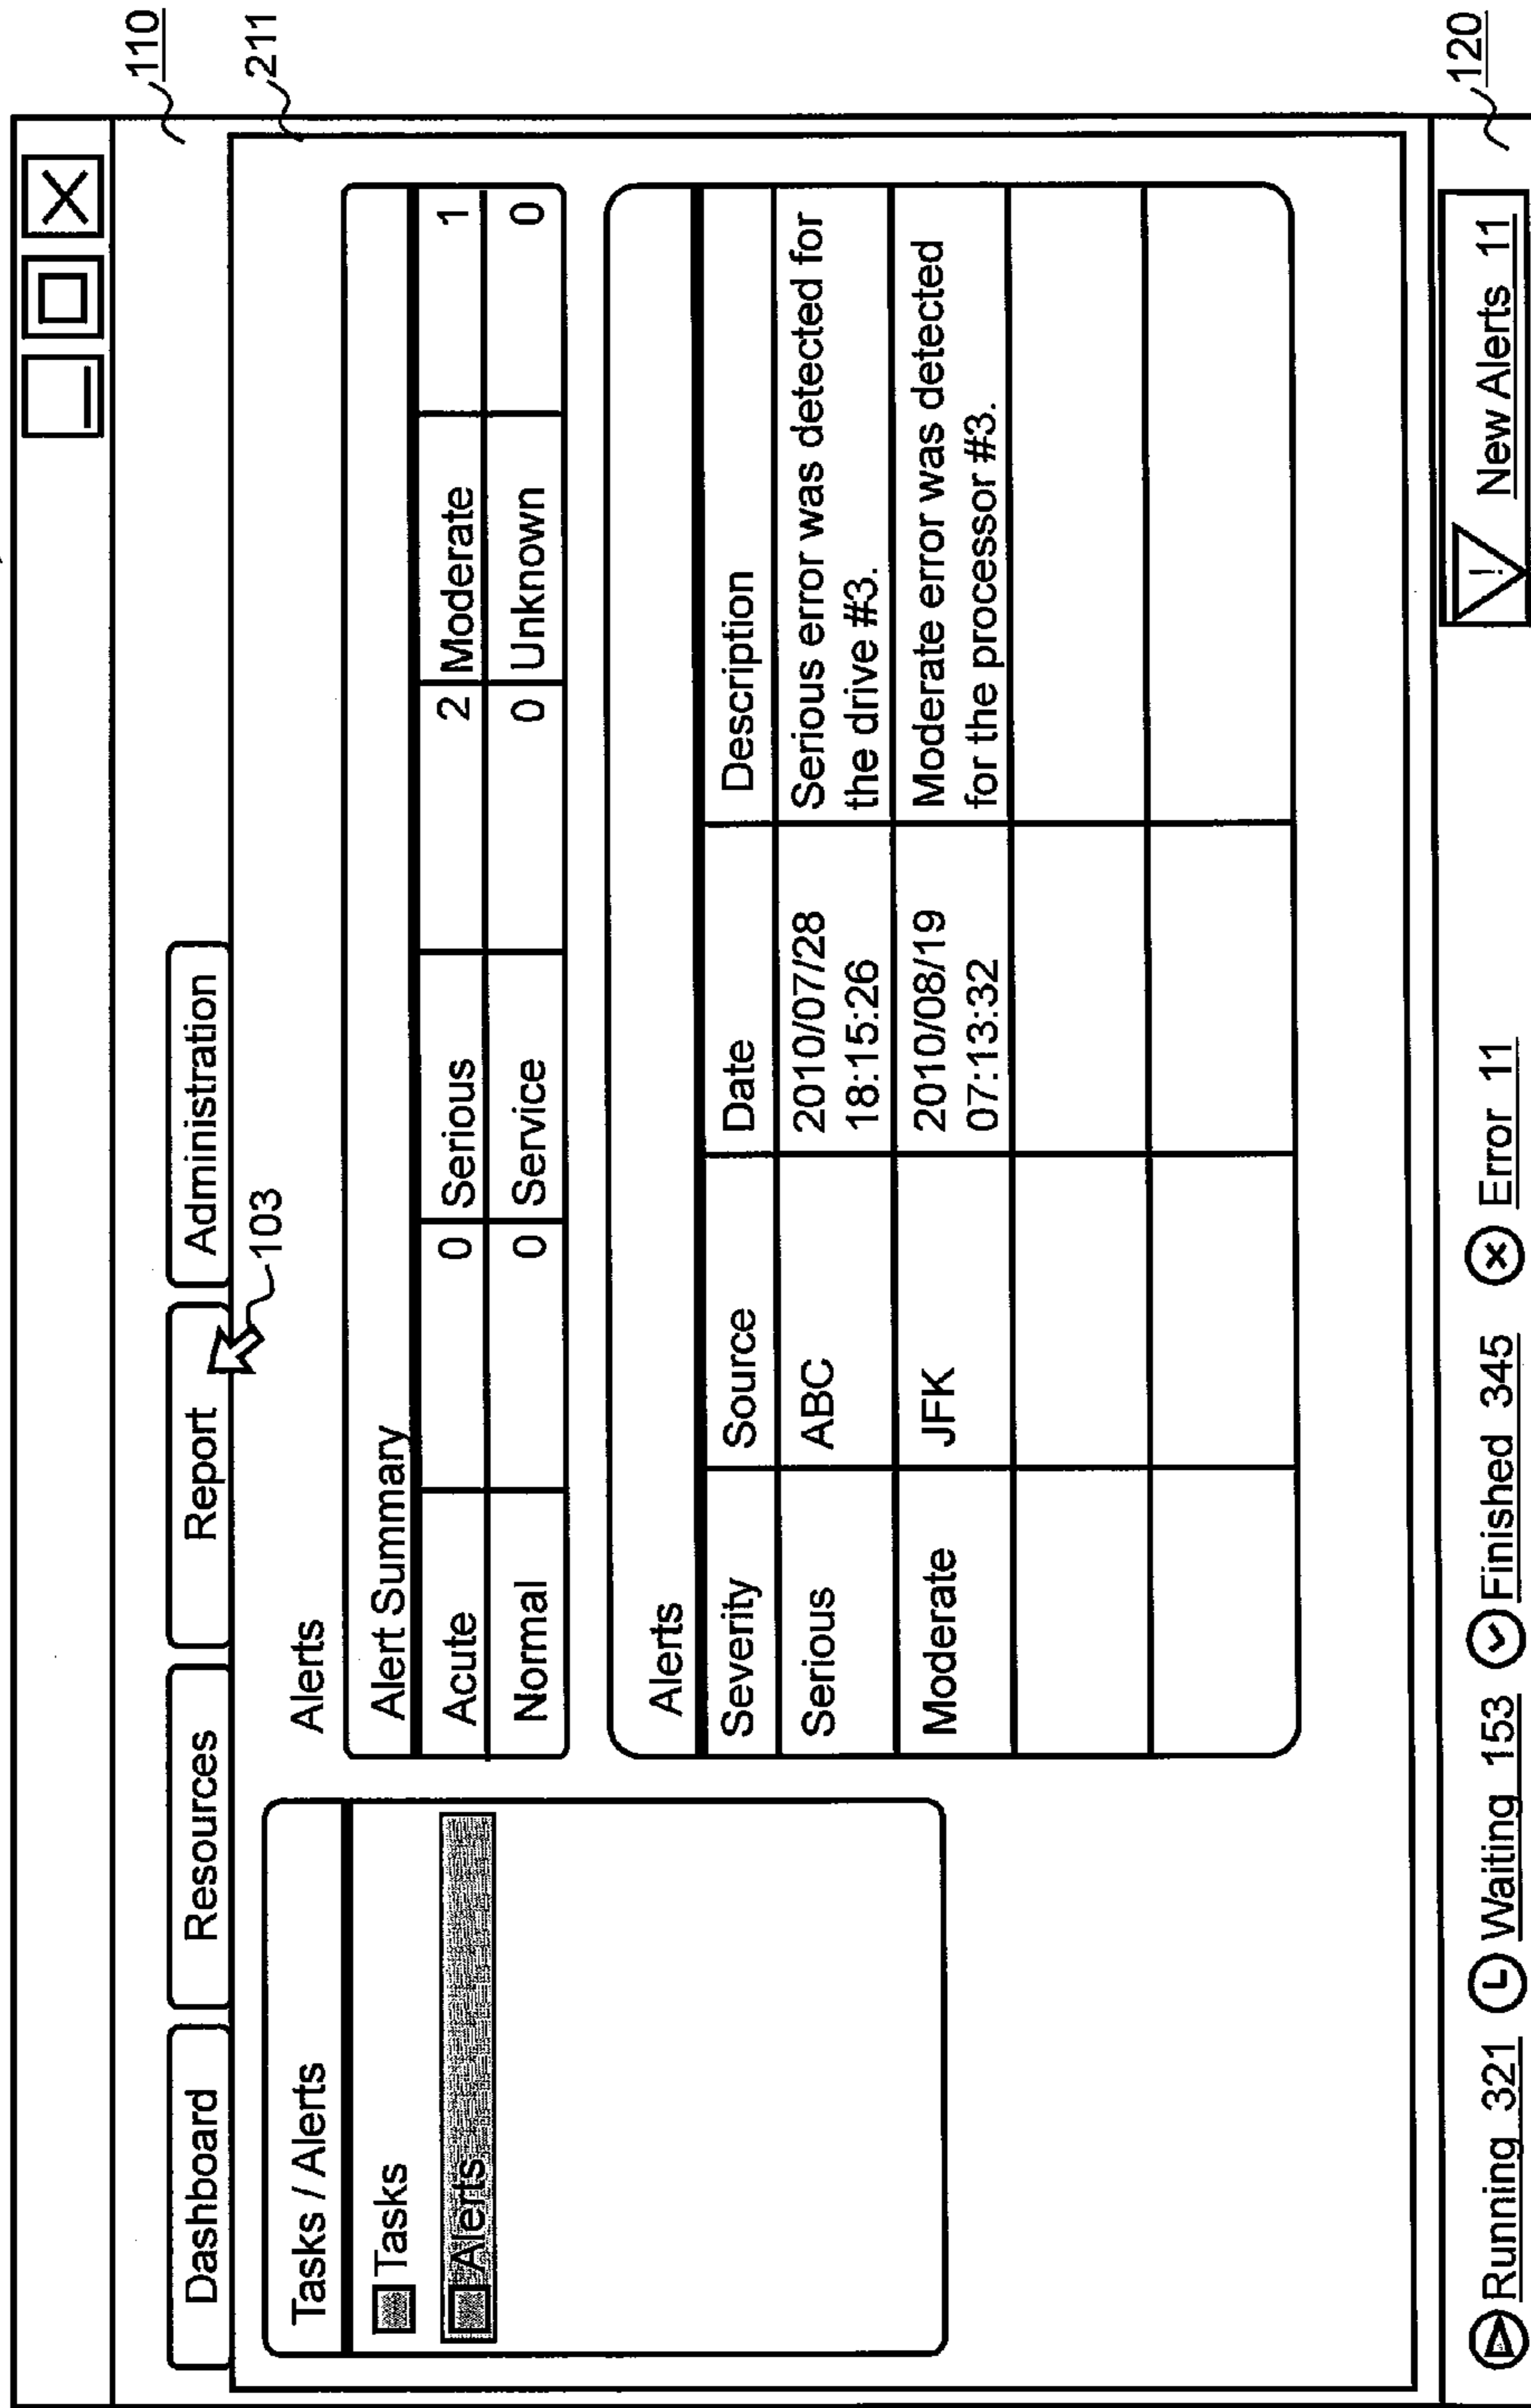 110
211
Dashboard
Resources
Report
Administration
103
Tasks / Alerts
Tasks
Alerts
Alerts
Alert Summary
Acute 0 Serious 2 Moderate 1
Normal 0 Service 0 Unknown 0
Alerts
Severity Source Date Description
Serious ABC 2010/07/28 Serious error was detected for
18:15:26 the drive #3.
Moderate JFK 2010/08/19 Moderate error was detected
07:13:32 for the processor #3.
Running 321 Waiting 153 Finished 345 Error 11 ! New Alerts 11
120